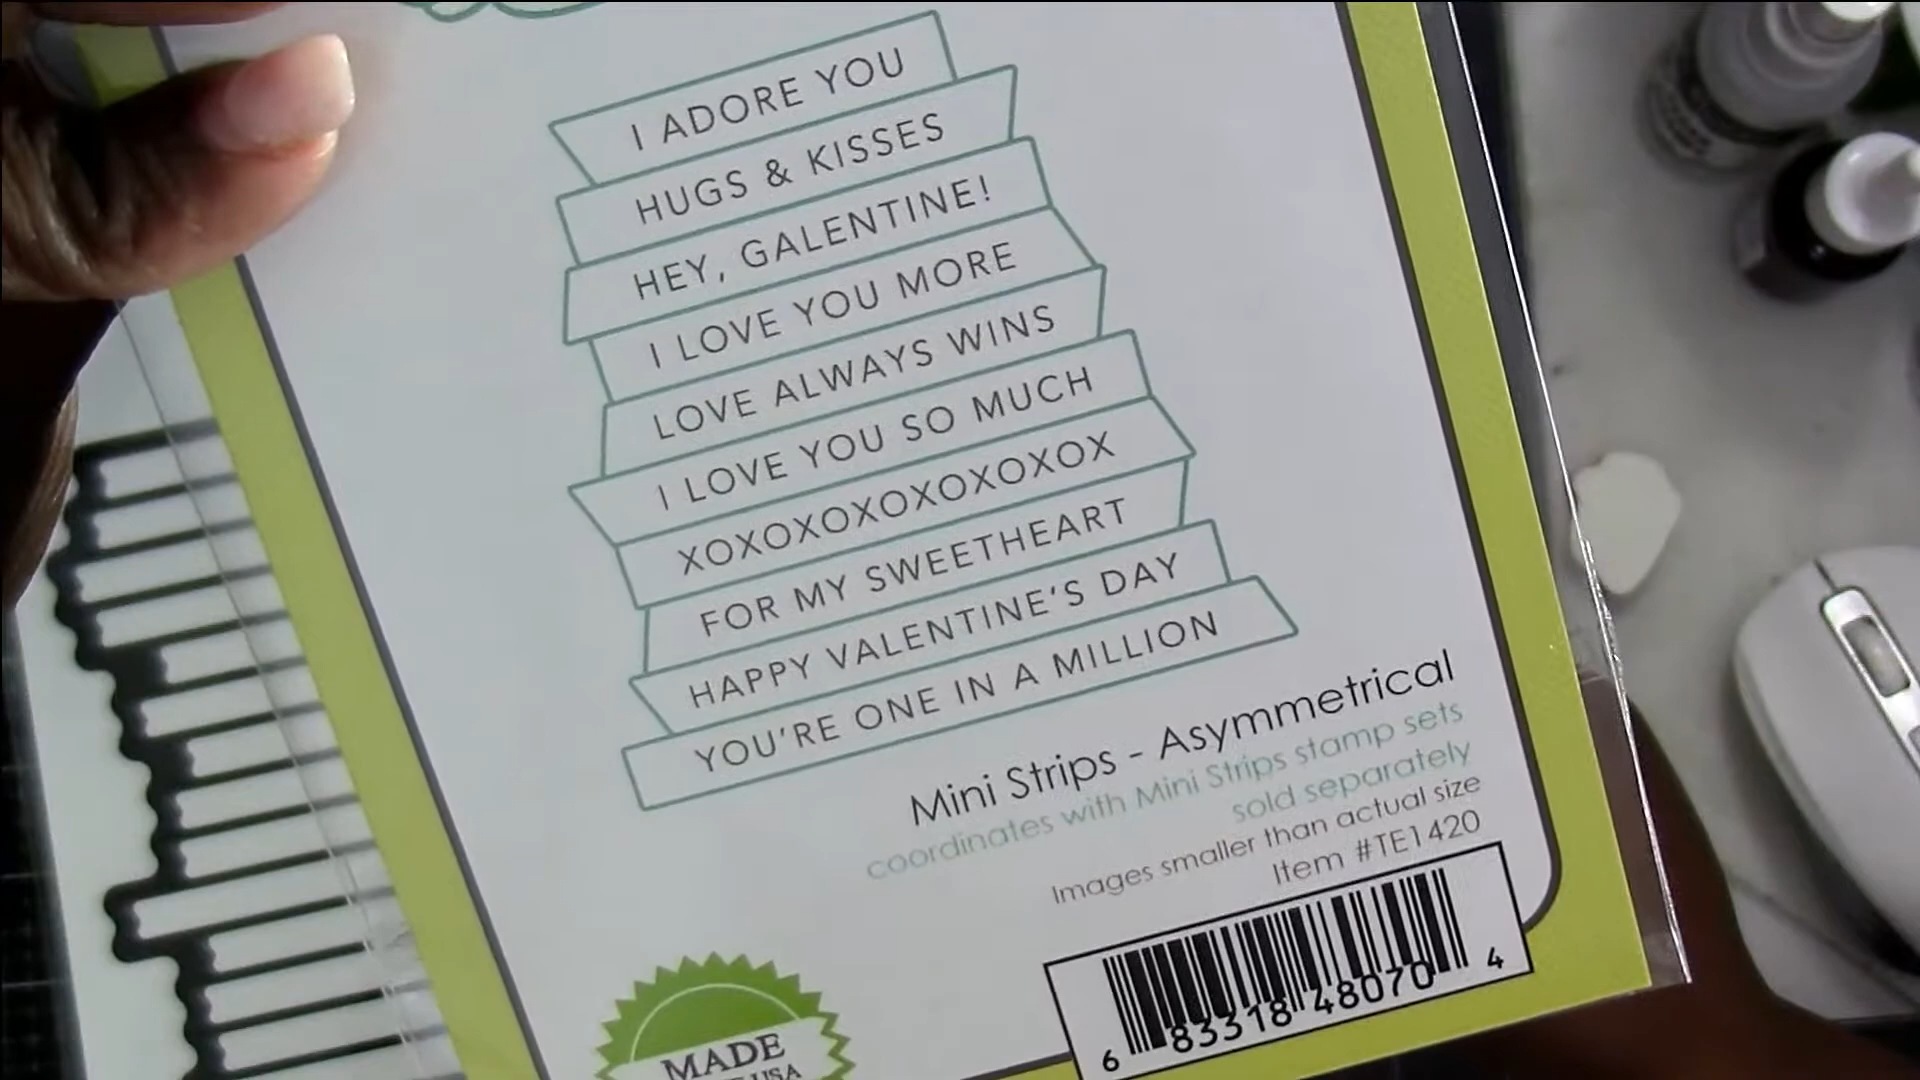 I ADORE YOU
HUGS & KISSES
HEY, GALENTINE!
I LOVE YOU MORE
LOVE ALWAYS WINS
I LOVE YOU SO MUCH
XOXOXOXOXOXOXOX
FOR MY SWEETHEART
HAPPY VALENTINE'S DAY
YOU'RE ONE IN A MILLION
Mini Strips - Asymmetrical
coordinates with Mini Strips stamp sets
sold separately
Images smaller than actual size
Item #TE1420
6 83318 48070 4
MADE
USA